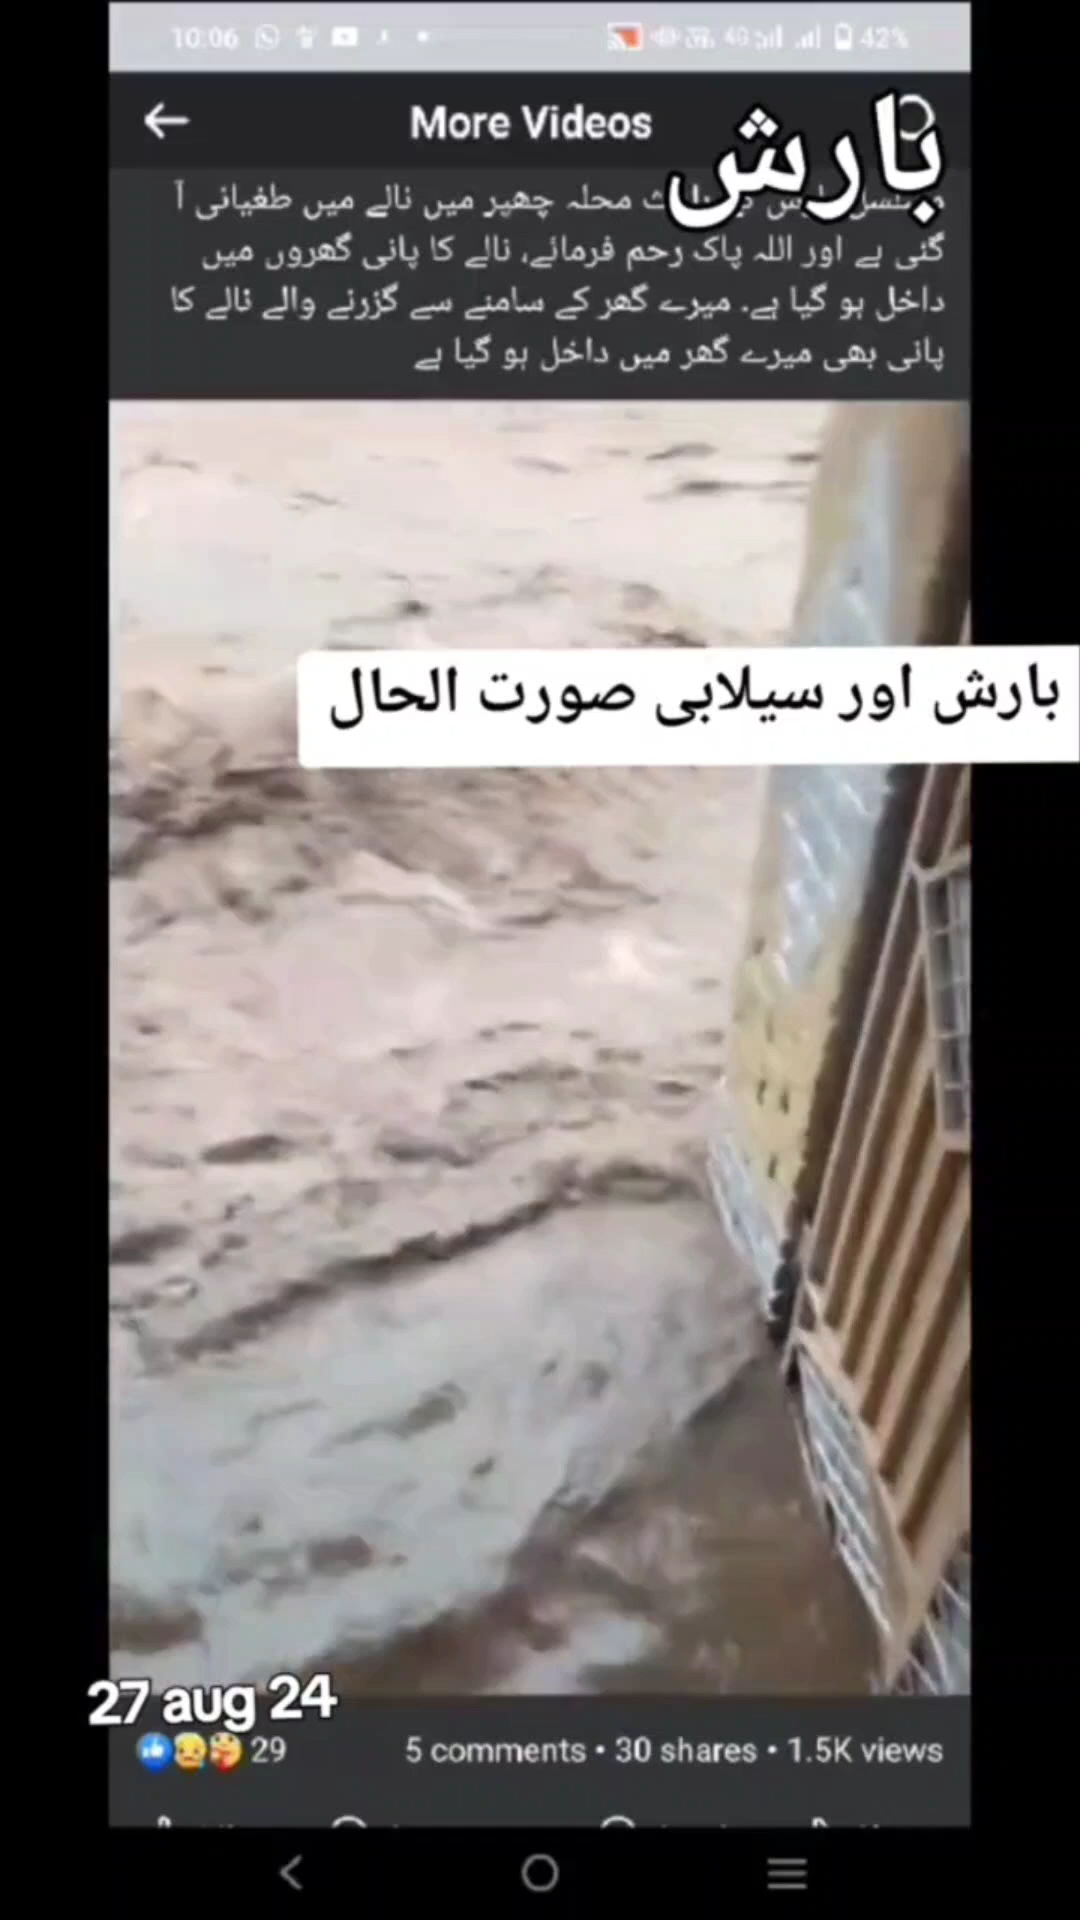 10:06
4G
42%
More Videos
بارش
محلہ چھپر میں نالے میں طغیانی آ
گئی ہے اور اللہ پاک رحم فرمائے، نالے کا پانی گھروں میں
داخل ہو گیا ہے۔ میرے گھر کے سامنے سے گزرنے والے نالے کا
پانی بھی میرے گھر میں داخل ہو گیا ہے
بارش اور سیلابی صورت الحال
27 aug 24
29
5 comments • 30 shares • 1.5K views